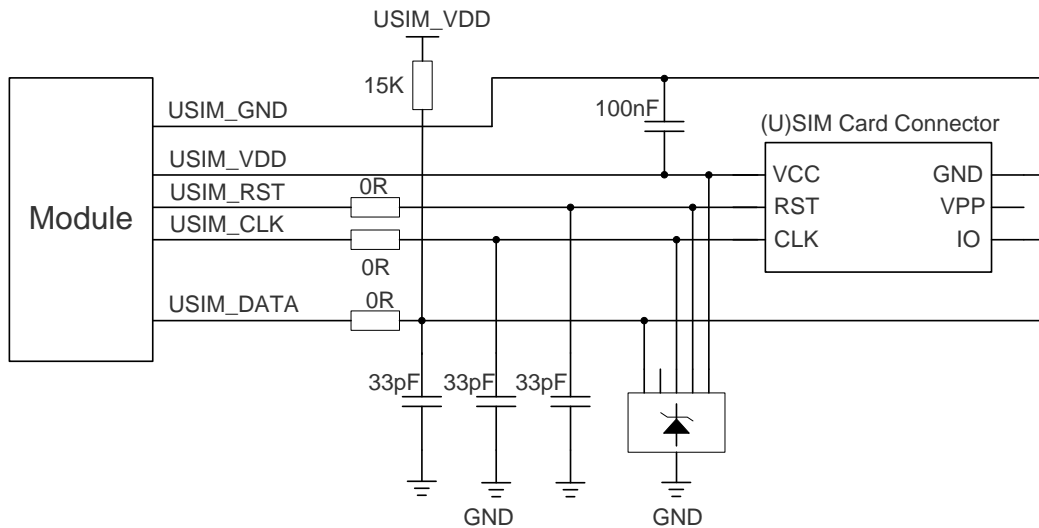 USIM_VDD
15K
USIM_GND
100nF
(U)SIM Card Connector
USIM_VDD
VCC
GND
USIM_RST
0R
RST
VPP
Module
USIM_CLK
CLK
IO
0R
USIM_DATA
0R
33pF
33pF
33pF
GND
GND